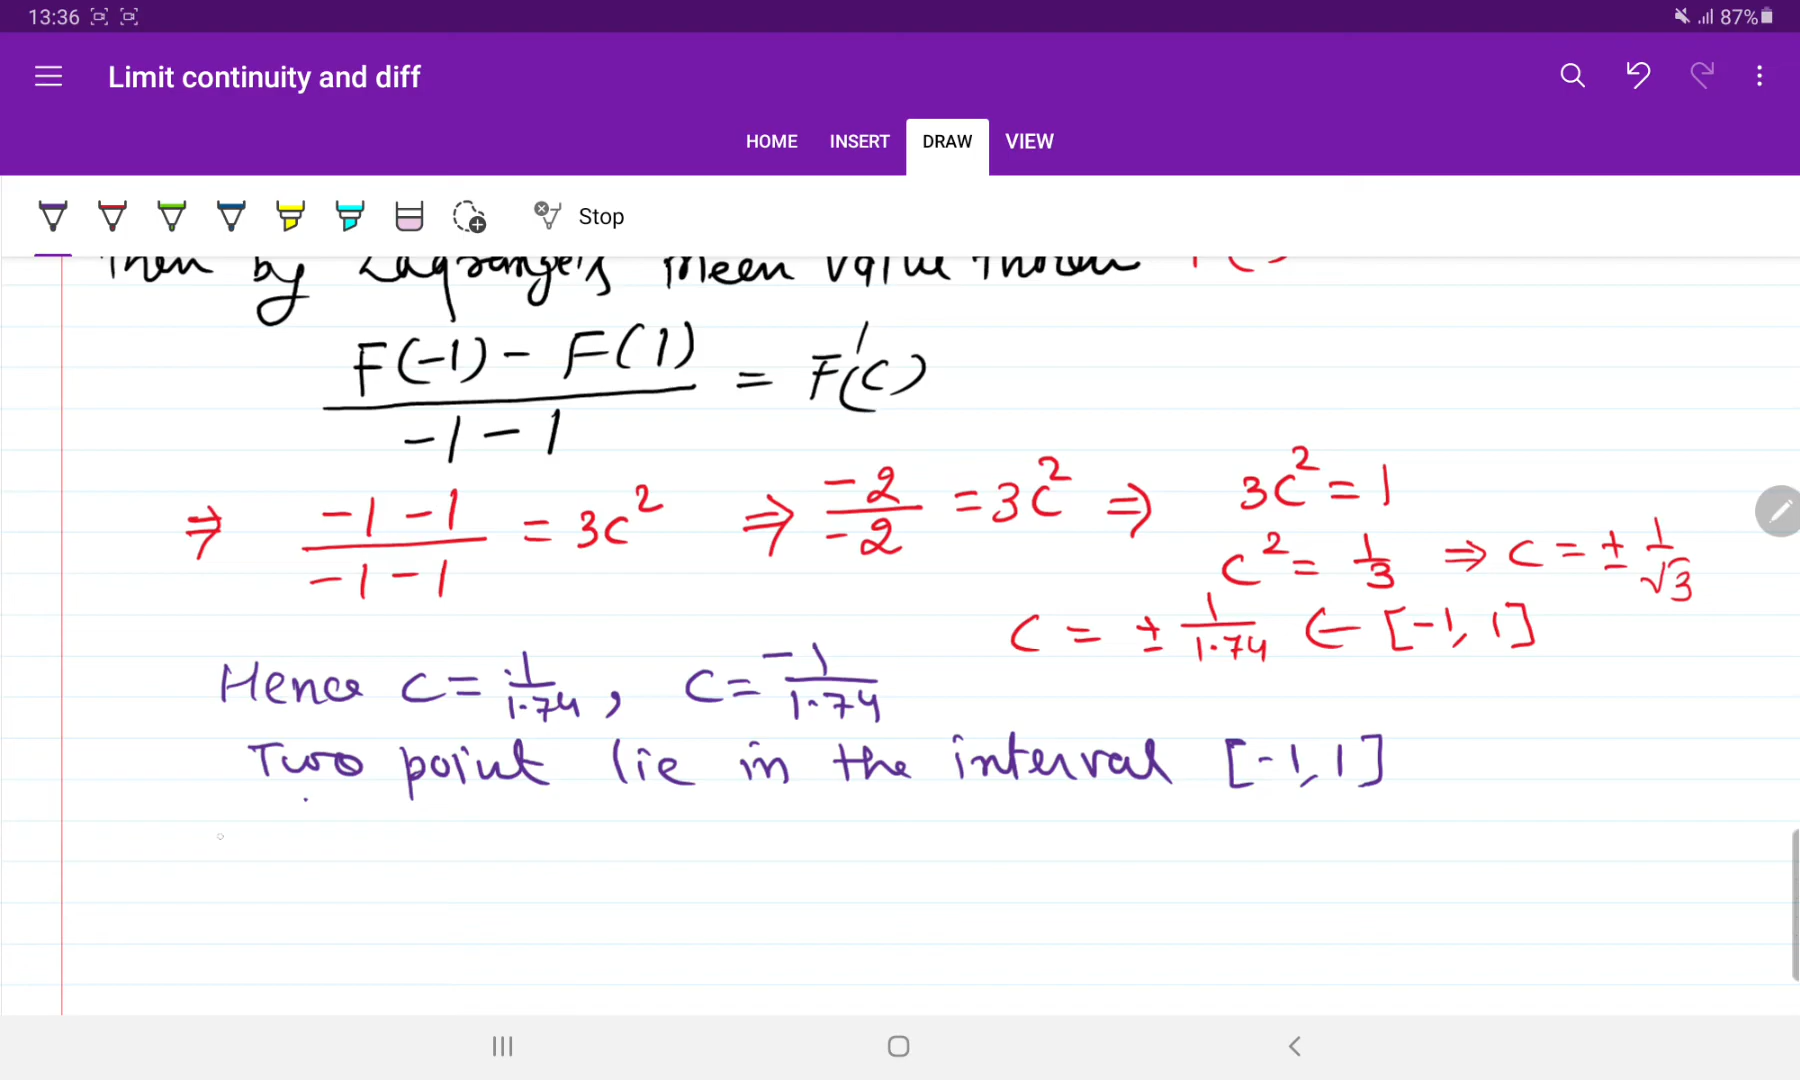 13:36 87%
Limit continuity and diff
HOME INSERT DRAW VIEW
Stop
Then by Lagrange's Meen Value
F(-1) - F(1) / -1 - 1 = F'(c)
⇒ -1 -1 / -1 -1 = 3c² ⇒ -2 / -2 = 3c² ⇒ 3c² = 1
c² = 1/3 ⇒ c = ± 1/√3
c = ± 1/1.74 ∈ [-1, 1]
Hence c = 1/1.74 , c = -1/1.74
Two point lie in the interval [-1, 1]